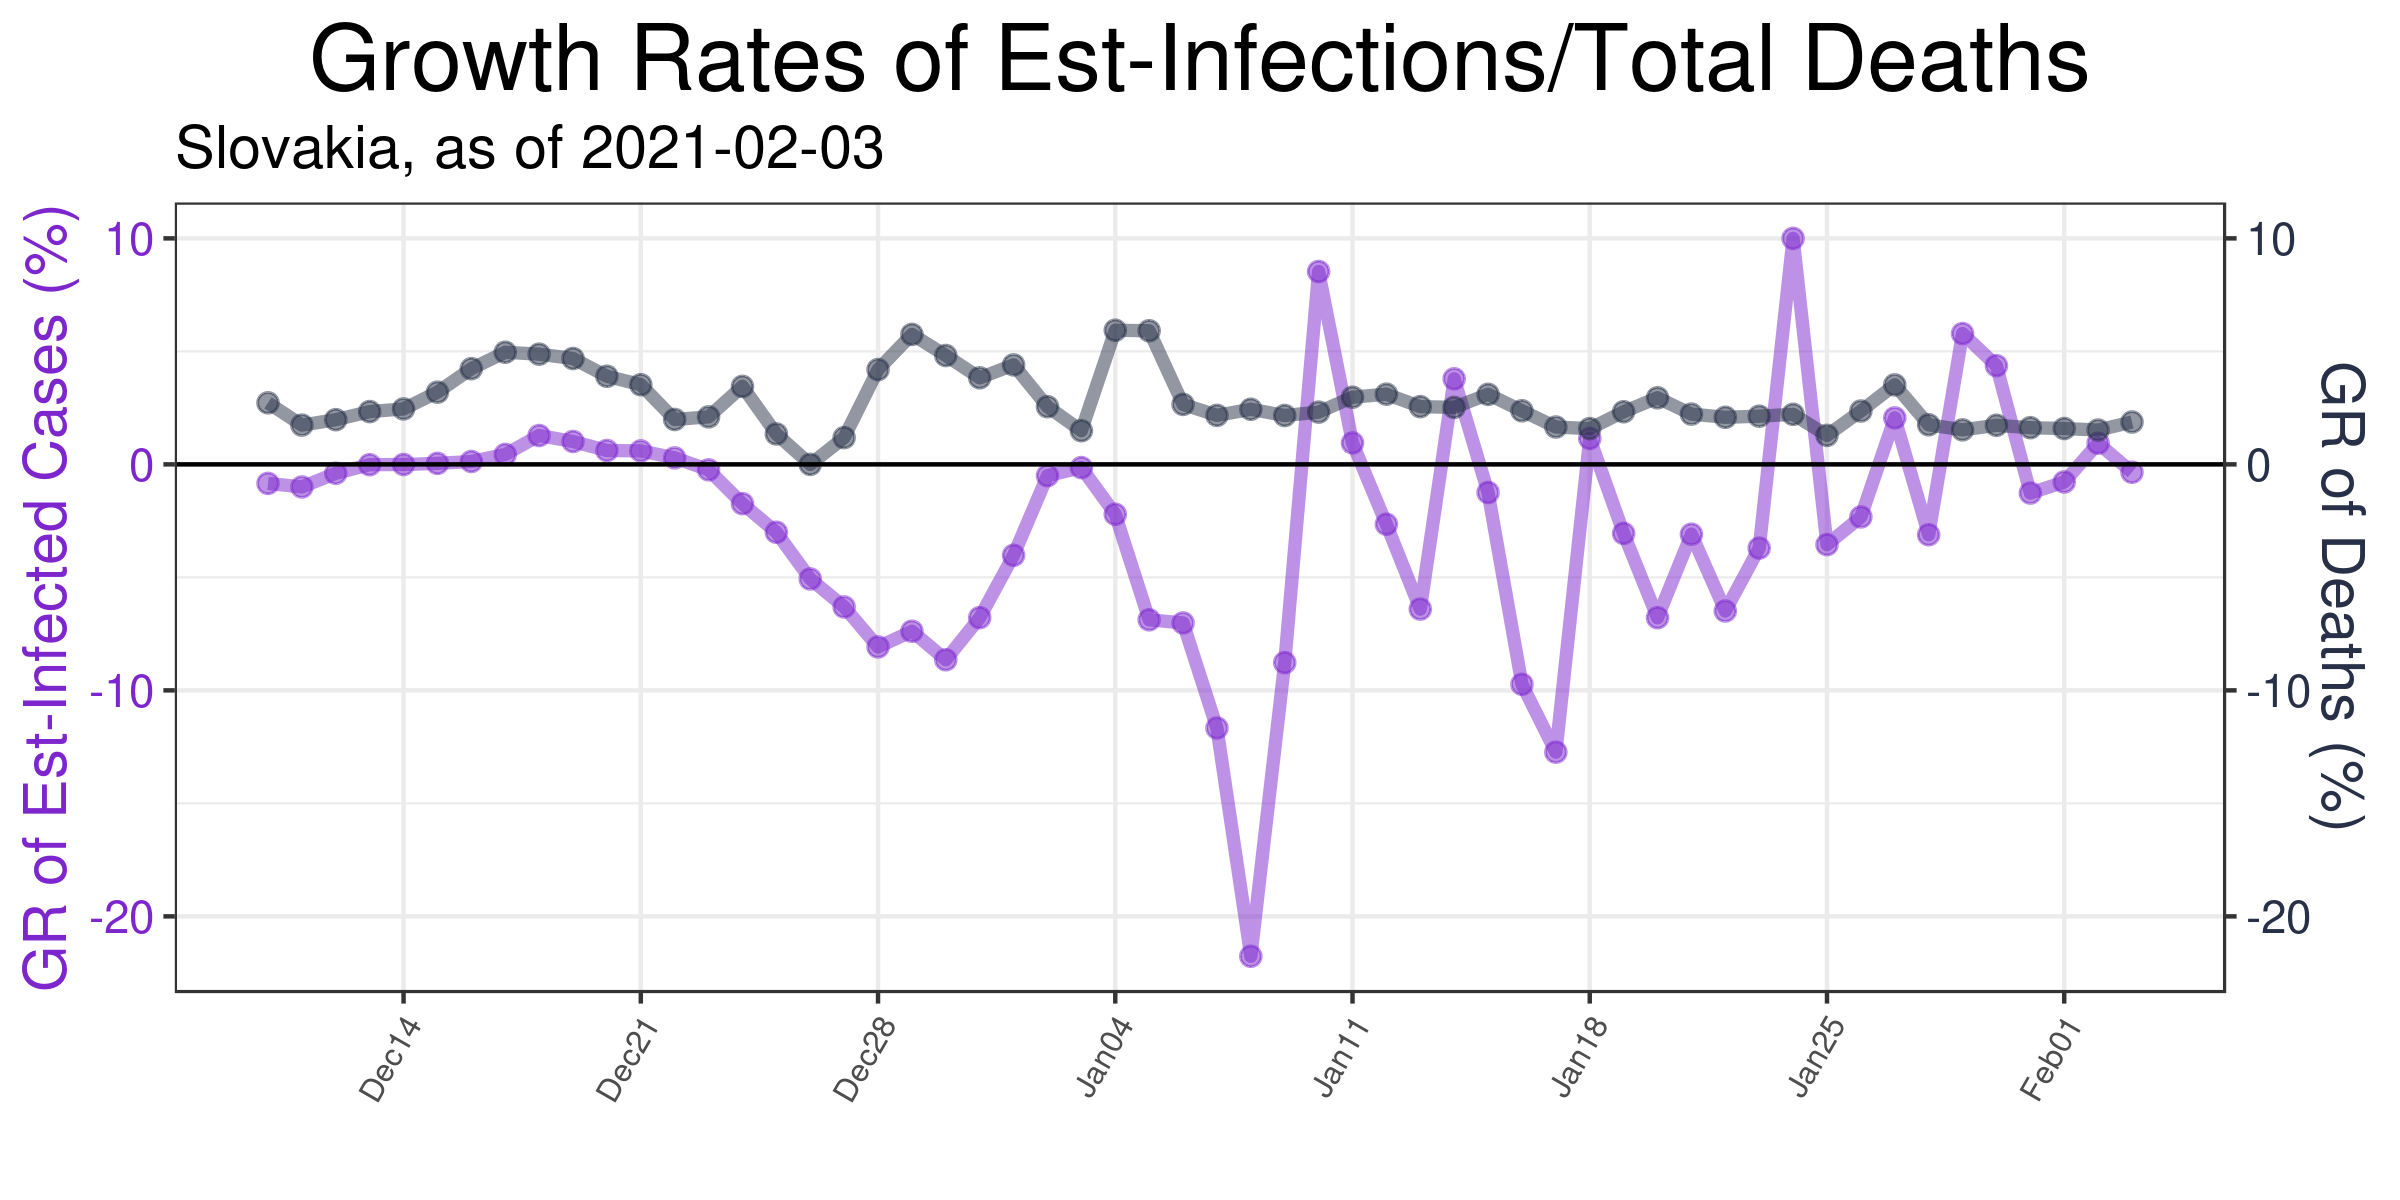 Growth Rates of Est-Infections/Total Deaths
Slovakia, as of 2021-02-03
GR of Est-Infected Cases (%)
10
0
-10
-20
10
0
-10
-20
GR of Deaths (%)
Dec14
Dec21
Dec28
Jan04
Jan11
Jan18
Jan25
Feb01